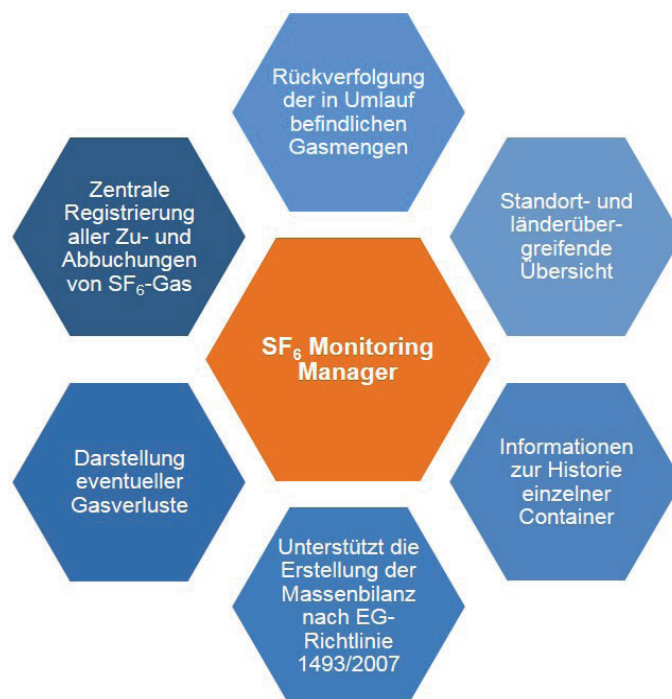 Rückverfolgung
der in Umlauf
befindlichen
Gasmengen
Zentrale
Registrierung
aller Zu- und
Abbuchungen
von SF₆-Gas
Standort- und
länderüber-
greifende
Übersicht
SF₆ Monitoring
Manager
Darstellung
eventueller
Gasverluste
Informationen
zur Historie
einzelner
Container
Unterstützt die
Erstellung der
Massenbilanz
nach EG-
Richtlinie
1493/2007